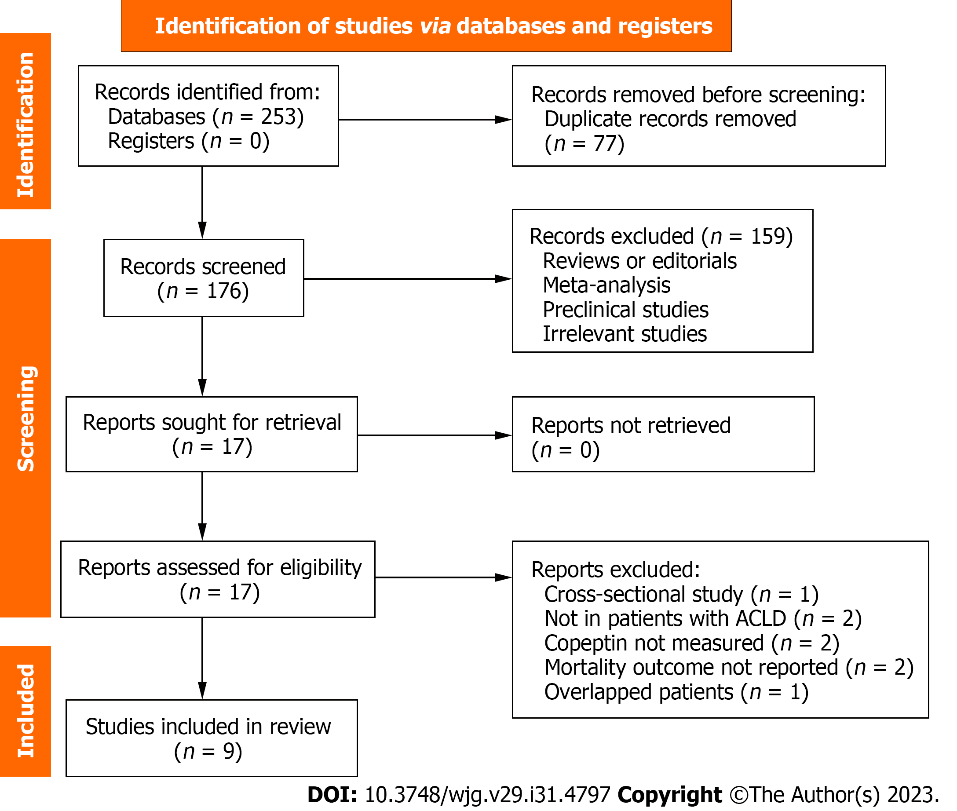 Identification of studies via databases and registers
Identification
Records identified from:
Databases (n = 253)
Registers (n = 0)
Records removed before screening:
Duplicate records removed
(n = 77)
Screening
Records screened
(n = 176)
Records excluded (n = 159)
Reviews or editorials
Meta-analysis
Preclinical studies
Irrelevant studies
Reports sought for retrieval
(n = 17)
Reports not retrieved
(n = 0)
Reports assessed for eligibility
(n = 17)
Reports excluded:
Cross-sectional study (n = 1)
Not in patients with ACLD (n = 2)
Copeptin not measured (n = 2)
Mortality outcome not reported (n = 2)
Overlapped patients (n = 1)
Included
Studies included in review
(n = 9)
DOI: 10.3748/wjg.v29.i31.4797 Copyright ©The Author(s) 2023.